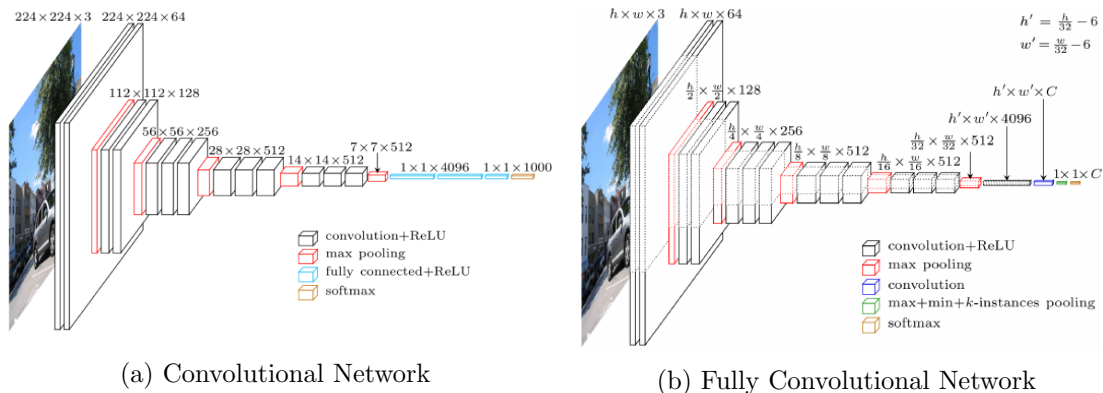 224×224×3 224×224×64
112×112×128
56×56×256
28×28×512
14×14×512
7×7×512
1×1×4096 1×1×1000
convolution+ReLU
max pooling
fully connected+ReLU
softmax
(a) Convolutional Network
h×w×3 h×w×64
h/2×w/2×128
h/4×w/4×256
h/8×w/8×512
h/16×w/16×512
h/32×w/32×512
h′×w′×4096
h′×w′×C
1×1×C
h′ = h/32 − 6
w′ = w/32 − 6
convolution+ReLU
max pooling
convolution
max+min+k-instances pooling
softmax
(b) Fully Convolutional Network